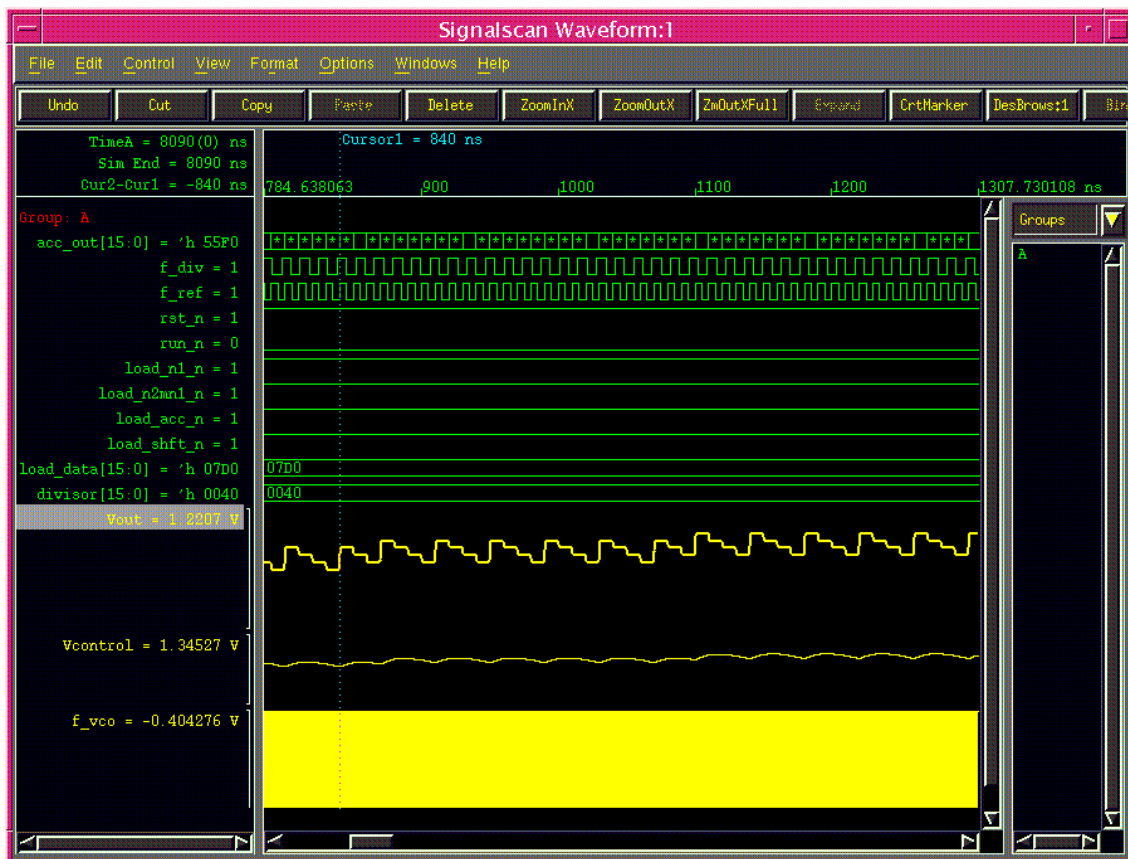 Signalscan Waveform:1
File Edit Control View Format Options Windows Help
Undo Cut Copy Paste Delete ZoomInX ZoomOutX ZmOutXFull Expand CrtMarker DesBrows:1
TimeA = 8090(0) ns
Cursor1 = 840 ns
Sim End = 8090 ns
Cur2-Cur1 = -840 ns
784.638063 900 1000 1100 1200 1307.730108 ns
Group: A
Groups
acc_out[15:0] = 'h 55F0
A
f_div = 1
f_ref = 1
rst_n = 1
run_n = 0
load_n1_n = 1
load_n2mn1_n = 1
load_acc_n = 1
load_shft_n = 1
load_data[15:0] = 'h 07D0 07D0
divisor[15:0] = 'h 0040 0040
Vout = 1.2207 V
Vcontrol = 1.34527 V
f_vco = -0.404276 V